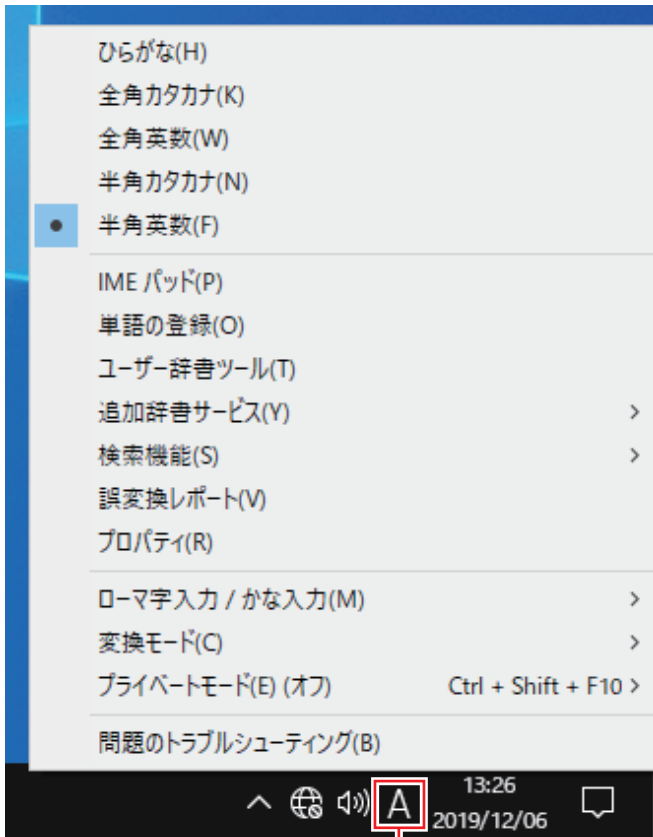 ひらがな(H)
全角カタカナ(K)
全角英数(W)
半角カタカナ(N)
半角英数(F)
IME パッド(P)
単語の登録(O)
ユーザー辞書ツール(T)
追加辞書サービス(Y)
検索機能(S)
誤変換レポート(V)
プロパティ(R)
ローマ字入力 / かな入力(M)
変換モード(C)
プライベートモード(E) (オフ) Ctrl + Shift + F10
問題のトラブルシューティング(B)
A
13:26
2019/12/06